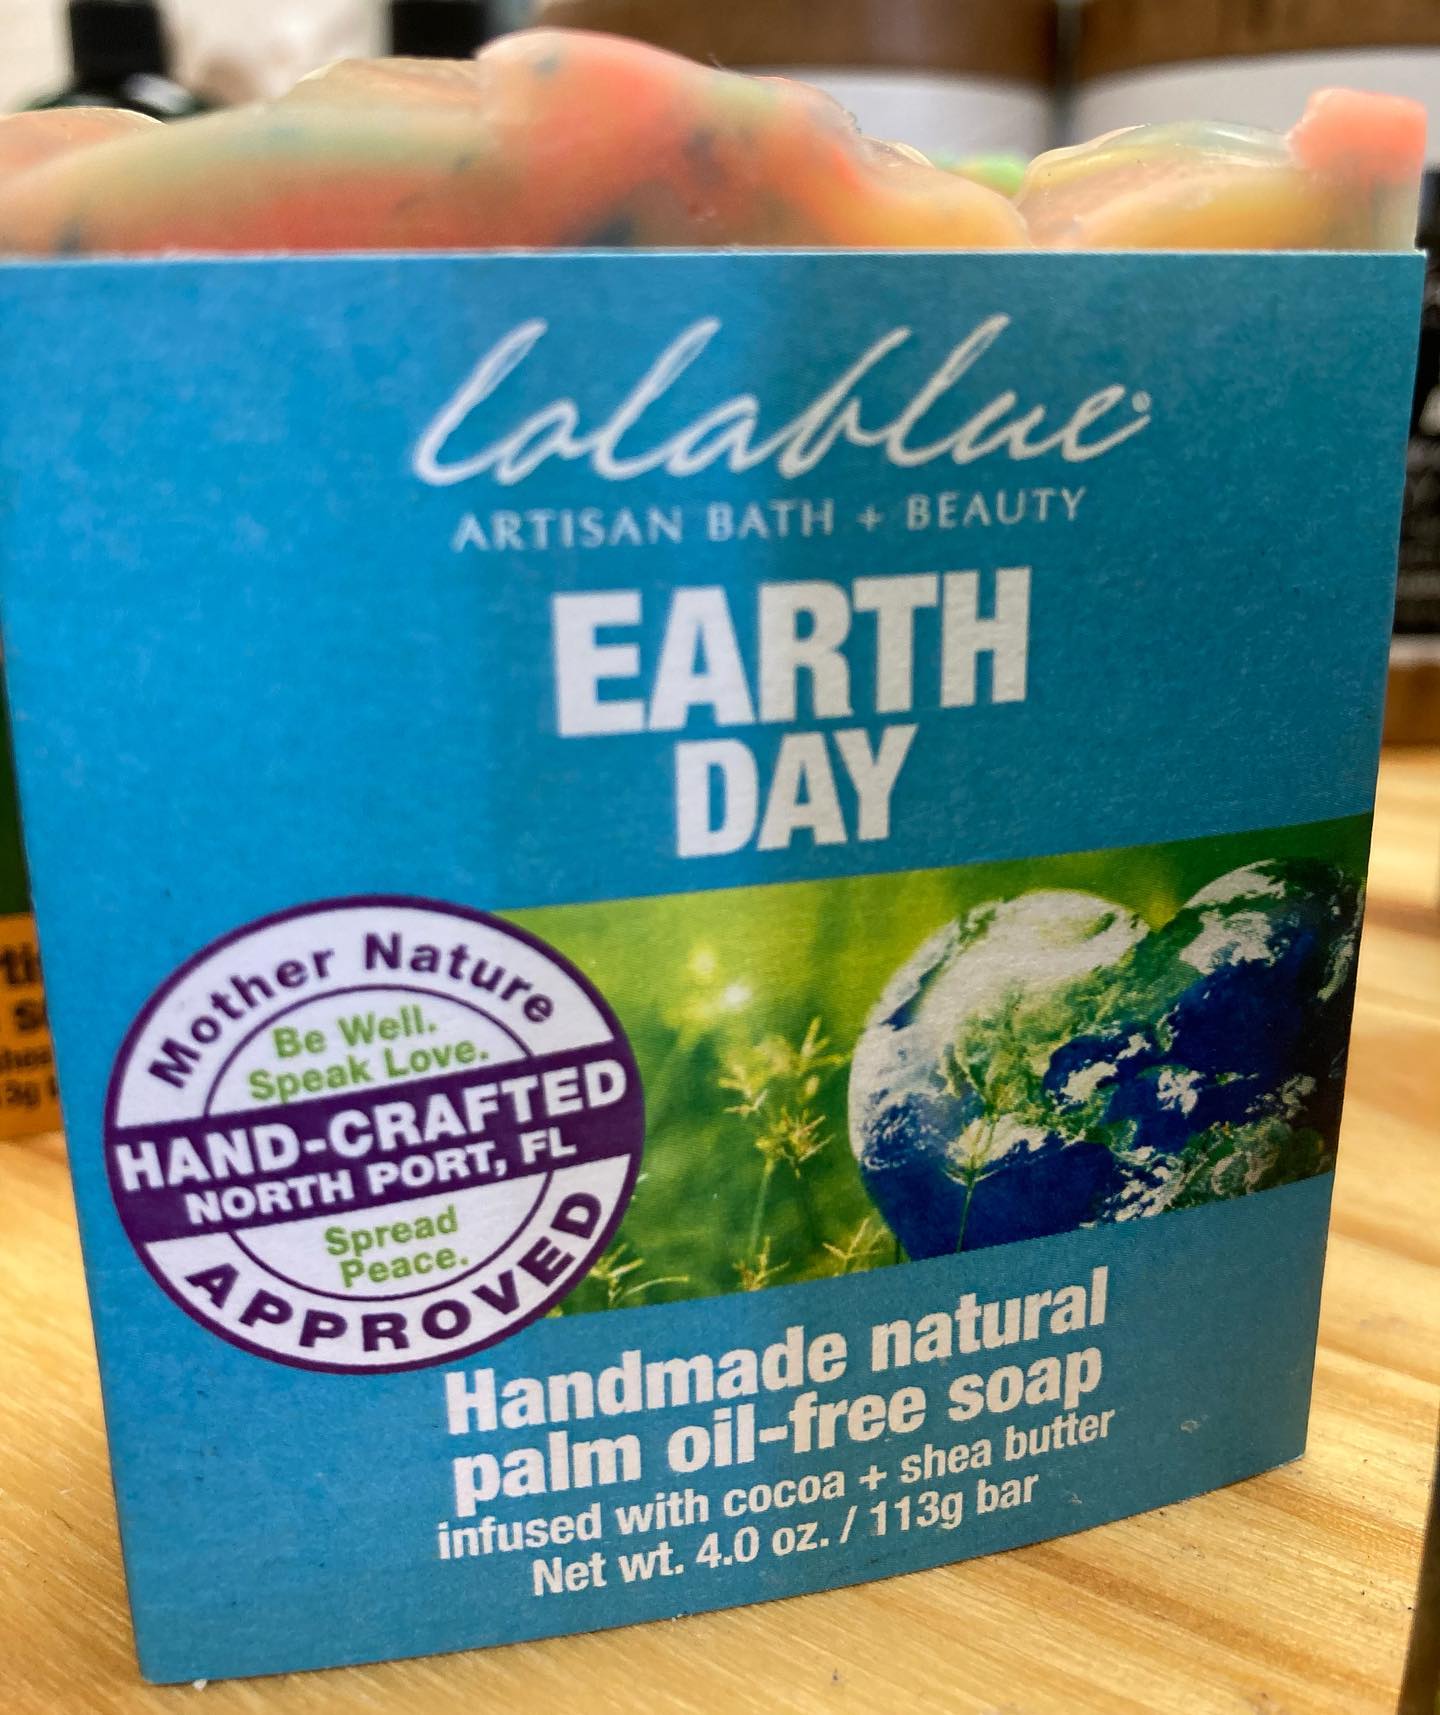 lolablue®
ARTISAN BATH + BEAUTY
EARTH
DAY
Mother Nature
Be Well.
Speak Love.
HAND-CRAFTED
NORTH PORT, FL
Spread
Peace.
APPROVED
Handmade natural
palm oil-free soap
infused with cocoa + shea butter
Net wt. 4.0 oz. / 113g bar